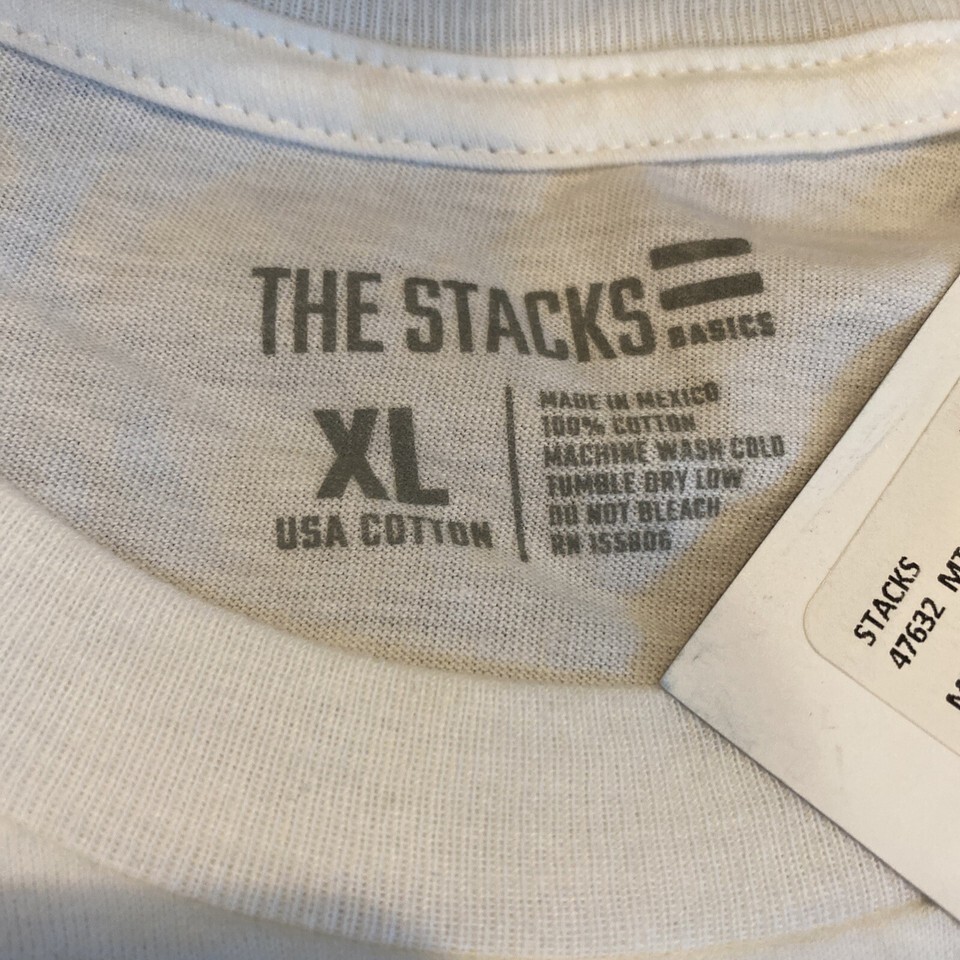 THE STACKS
BASICS
XL
USA COTTON
MADE IN MEXICO
100% COTTON
MACHINE WASH COLD
TUMBLE DRY LOW
DO NOT BLEACH
RN 155806
STACKS
47632